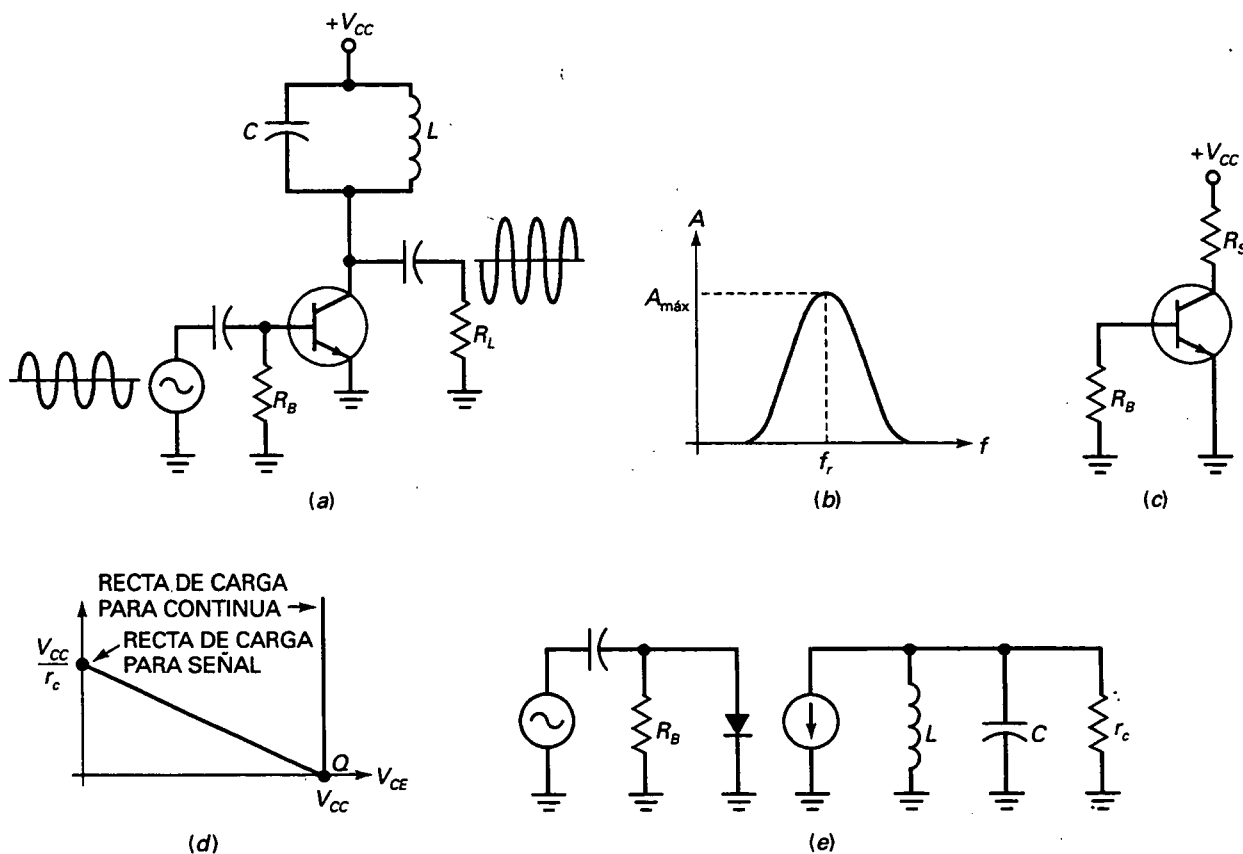 +V_CC
C
L
R_L
R_B
(a)
A
A_máx
f_r
f
(b)
+V_CC
R_S
R_B
(c)
RECTA DE CARGA
PARA CONTINUA
RECTA DE CARGA
PARA SEÑAL
V_CC
r_c
Q
V_CE
V_CC
(d)
R_B
L
C
r_c
(e)